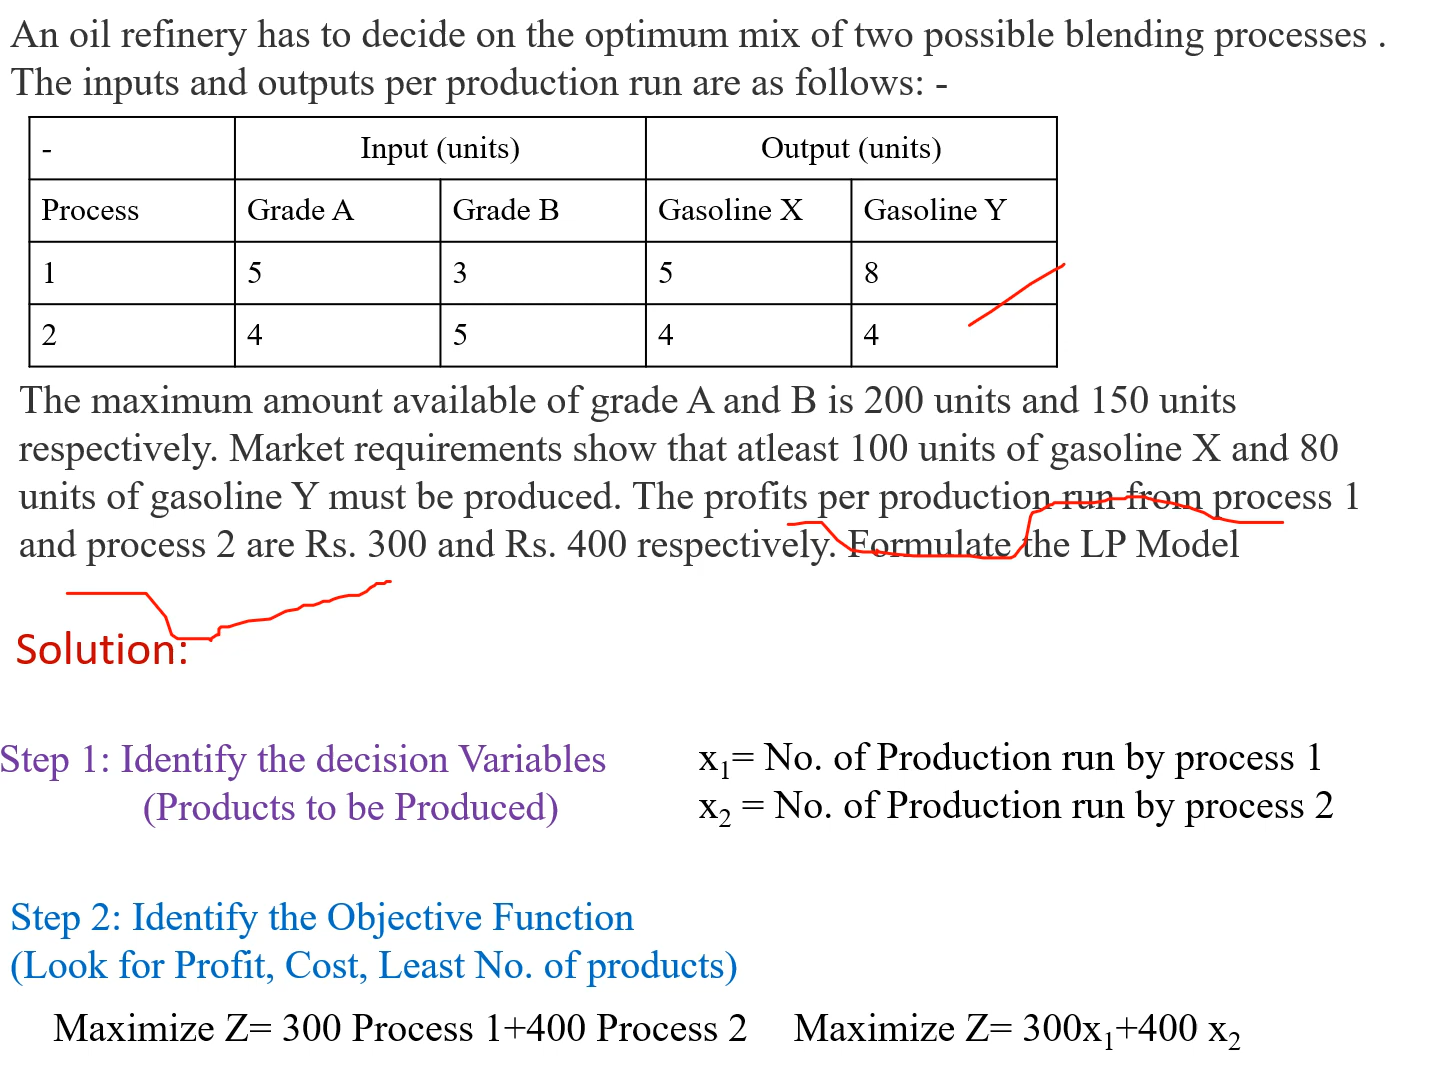 An oil refinery has to decide on the optimum mix of two possible blending processes .
The inputs and outputs per production run are as follows: -
- Input (units) Output (units)
Process Grade A Grade B Gasoline X Gasoline Y
1 5 3 5 8
2 4 5 4 4
The maximum amount available of grade A and B is 200 units and 150 units
respectively. Market requirements show that atleast 100 units of gasoline X and 80
units of gasoline Y must be produced. The profits per production run from process 1
and process 2 are Rs. 300 and Rs. 400 respectively. Formulate the LP Model
Solution:
Step 1: Identify the decision Variables
(Products to be Produced)
x₁= No. of Production run by process 1
x₂ = No. of Production run by process 2
Step 2: Identify the Objective Function
(Look for Profit, Cost, Least No. of products)
Maximize Z= 300 Process 1+400 Process 2 Maximize Z= 300x₁+400 x₂